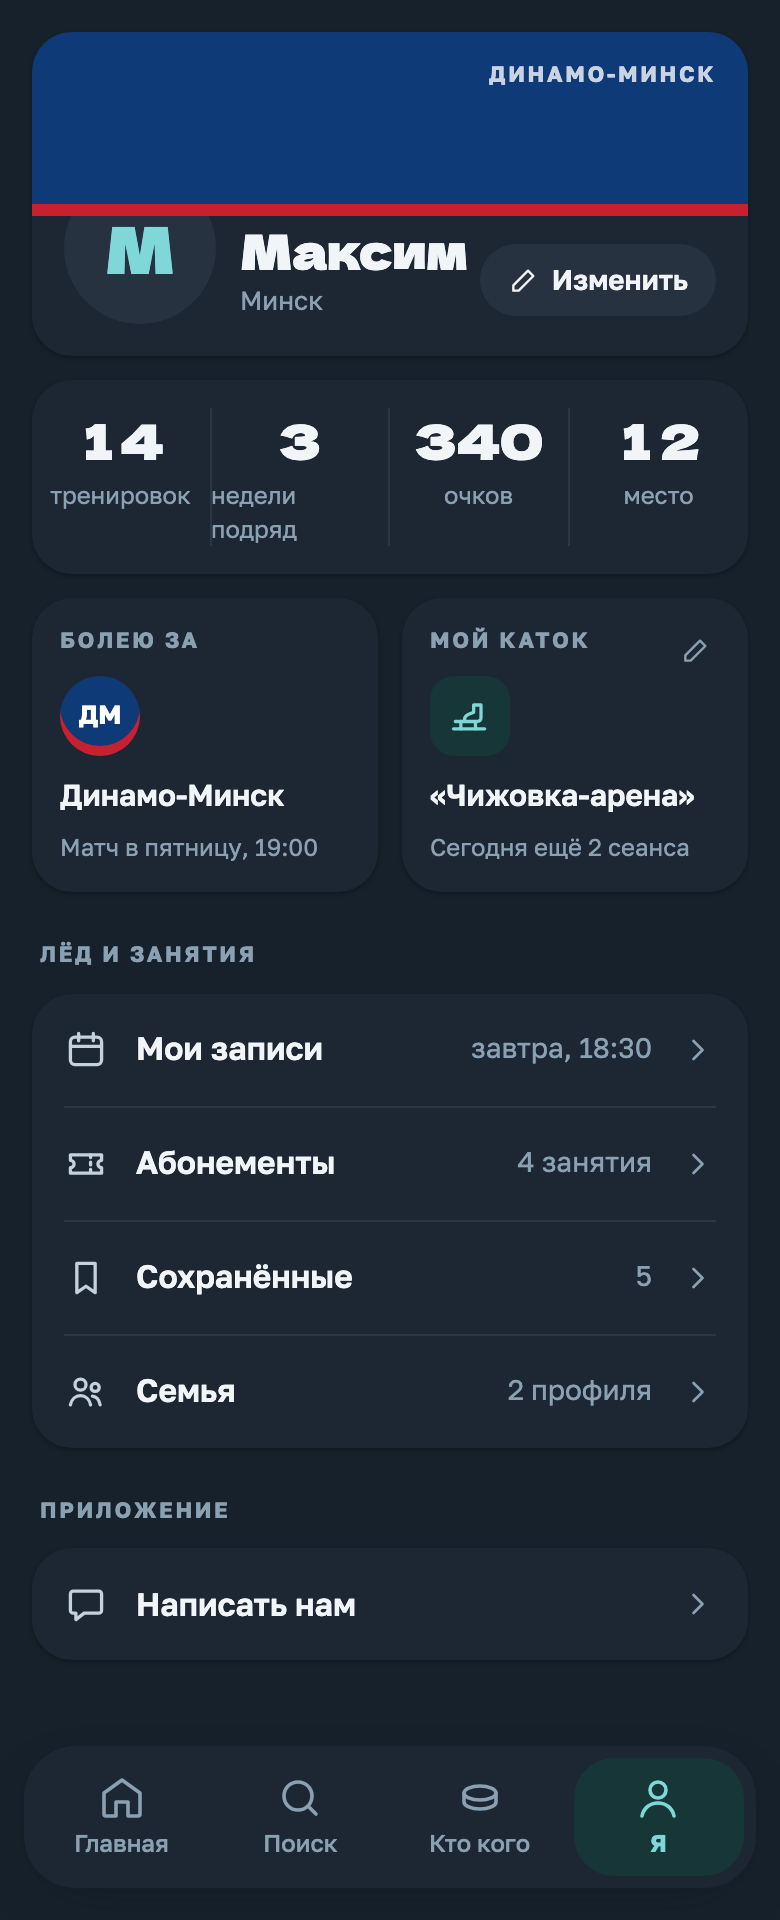 ДИНАМО-МИНСК
М
Максим
Минск
Изменить
14
тренировок
3
недели
подряд
340
очков
12
место
БОЛЕЮ ЗА
ДМ
Динамо-Минск
Матч в пятницу, 19:00
МОЙ КАТОК
«Чижовка-арена»
Сегодня ещё 2 сеанса
ЛЁД И ЗАНЯТИЯ
Мои записи завтра, 18:30
Абонементы 4 занятия
Сохранённые 5
Семья 2 профиля
ПРИЛОЖЕНИЕ
Написать нам
Главная Поиск Кто кого Я